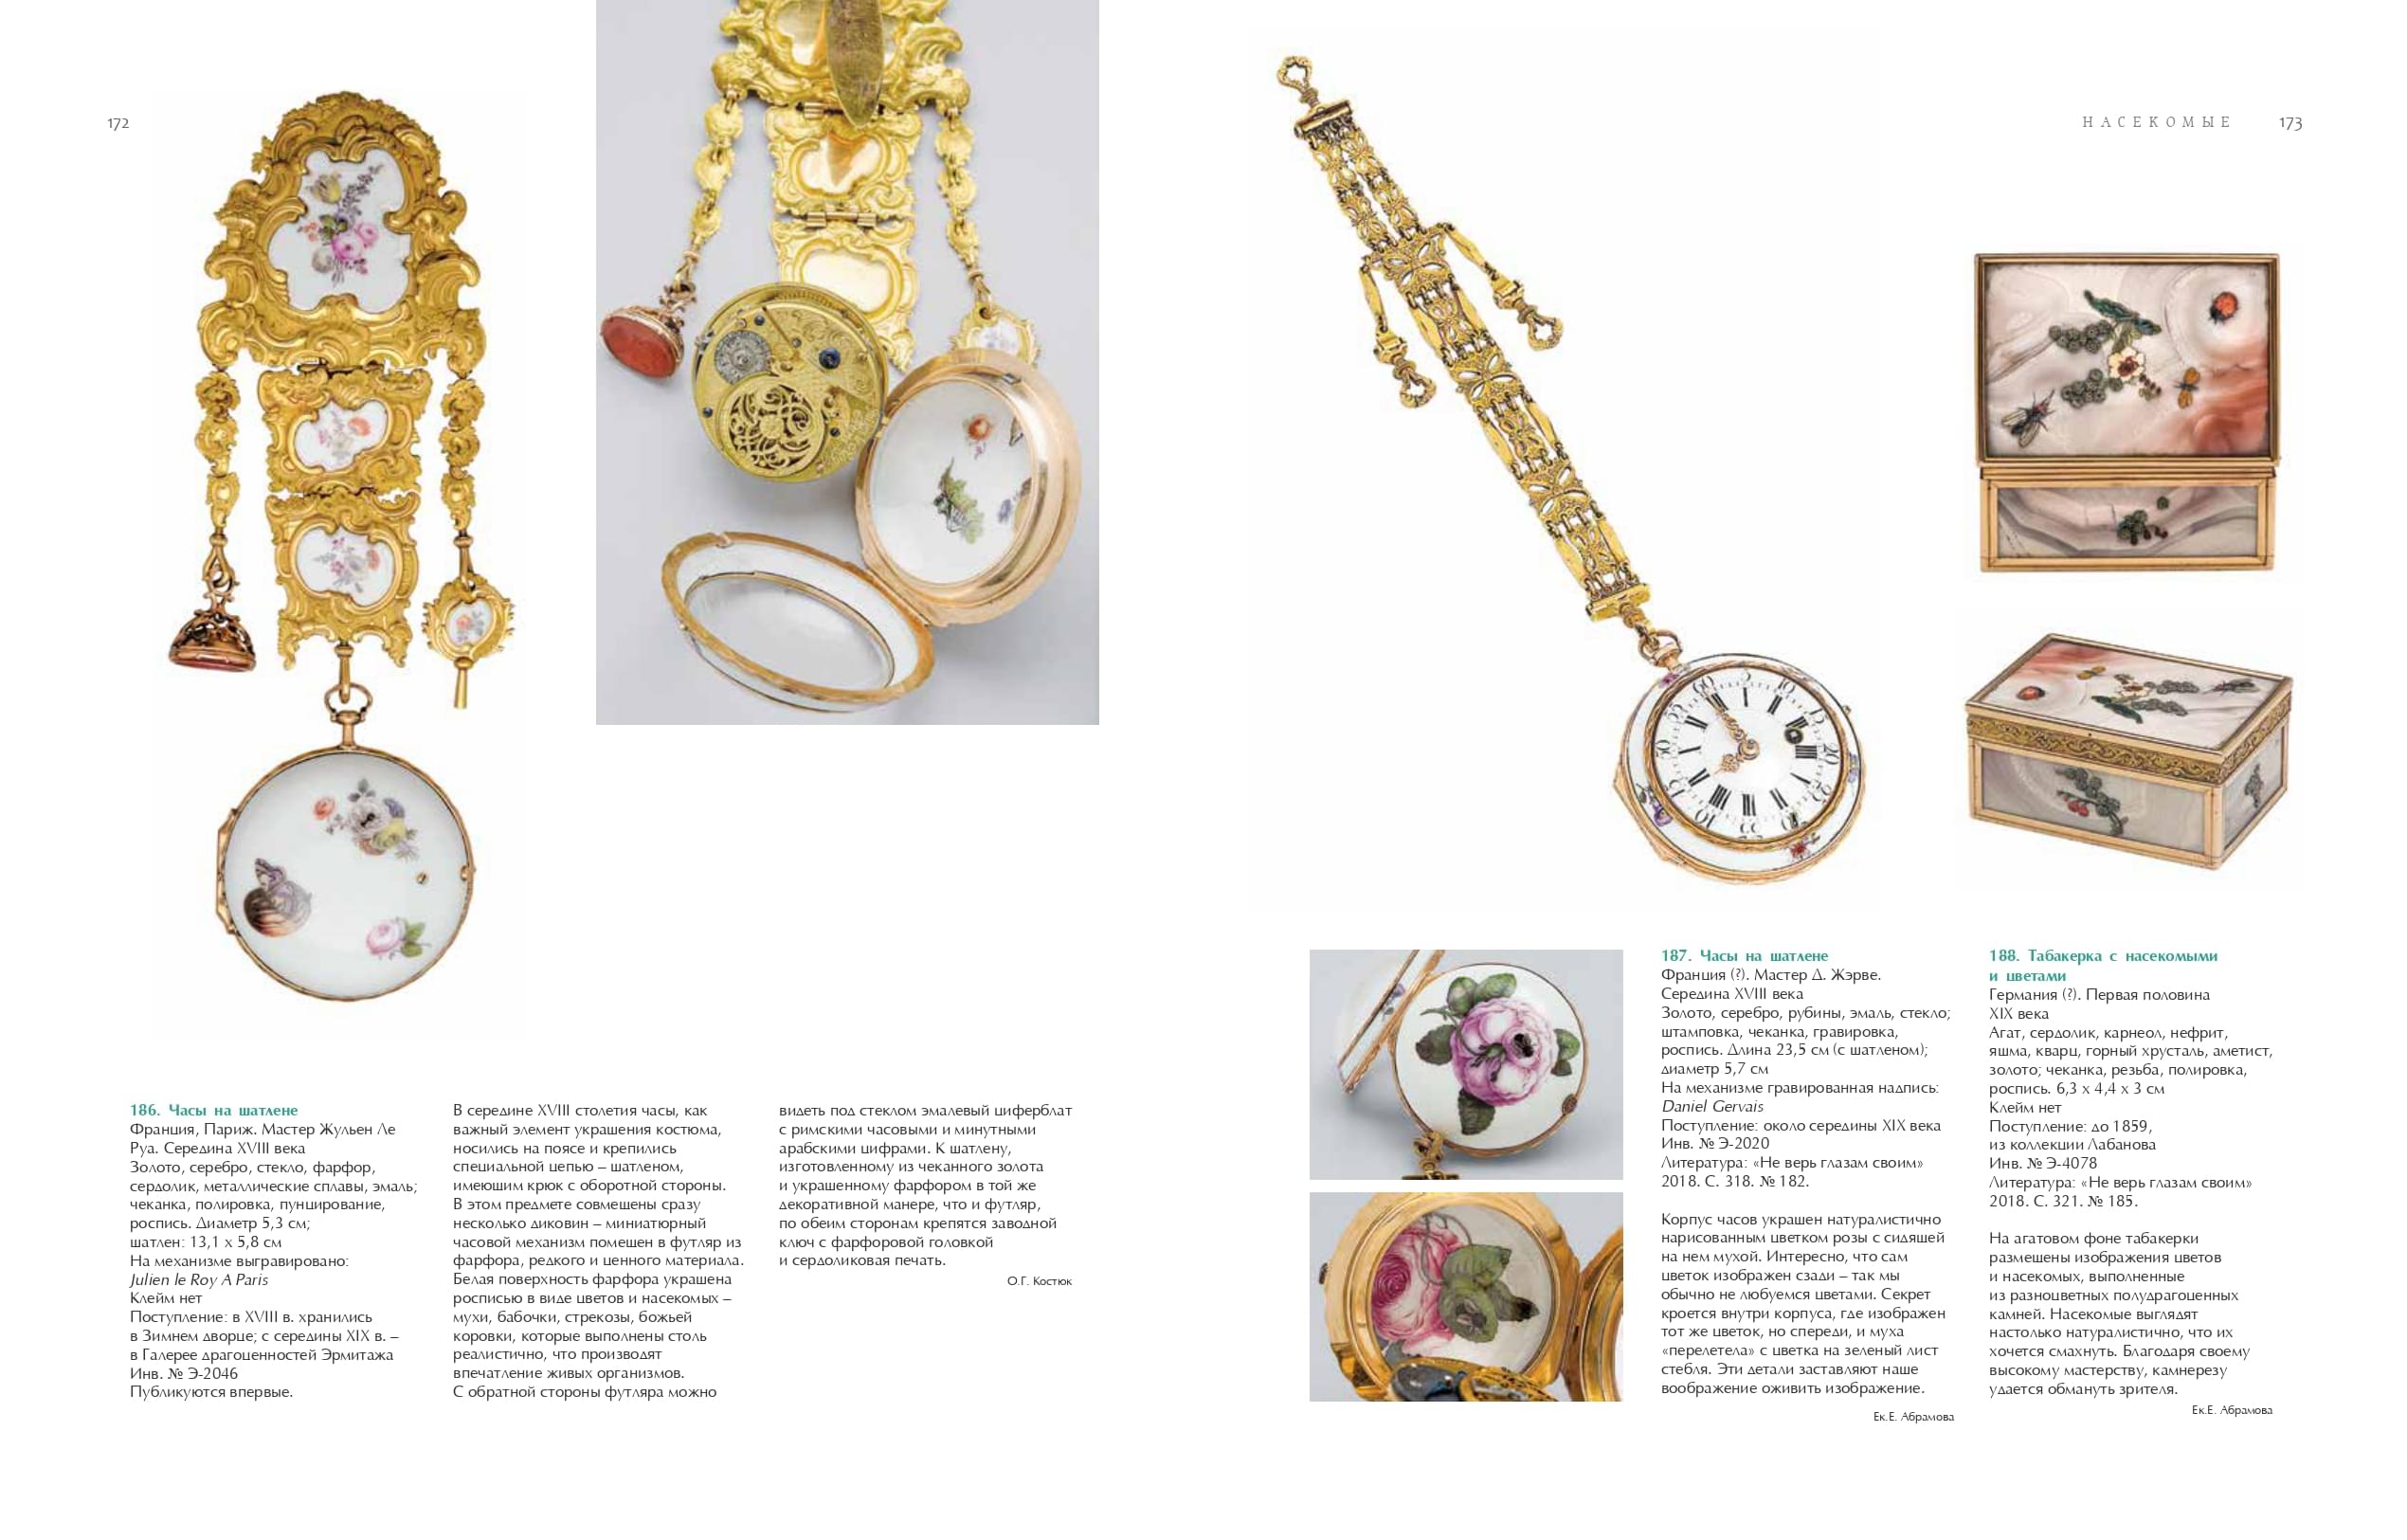 172
НАСЕКОМЫЕ 173
186. Часы на шатлене
Франция, Париж. Мастер Жульен Ле
Руа. Середина XVIII века
Золото, серебро, стекло, фарфор,
сердолик, металлические сплавы, эмаль;
чеканка, полировка, пунцирование,
роспись. Диаметр 5,3 см;
шатлен: 13,1 х 5,8 см
На механизме выгравировано:
Julien le Roy A Paris
Клейм нет
Поступление: в XVIII в. хранились
в Зимнем дворце; с середины XIX в. –
в Галерее драгоценностей Эрмитажа
Инв. № Э-2046
Публикуются впервые.
В середине XVIII столетия часы, как
важный элемент украшения костюма,
носились на поясе и крепились
специальной цепью – шатленом,
имеющим крюк с оборотной стороны.
В этом предмете совмещены сразу
несколько диковин – миниатюрный
часовой механизм помещен в футляр из
фарфора, редкого и ценного материала.
Белая поверхность фарфора украшена
росписью в виде цветов и насекомых –
мухи, бабочки, стрекозы, божьей
коровки, которые выполнены столь
реалистично, что производят
впечатление живых организмов.
С обратной стороны футляра можно
видеть под стеклом эмалевый циферблат
с римскими часовыми и минутными
арабскими цифрами. К шатлену,
изготовленному из чеканного золота
и украшенному фарфором в той же
декоративной манере, что и футляр,
по обеим сторонам крепятся заводной
ключ с фарфоровой головкой
и сердоликовая печать.
О.Г. Костюк
187. Часы на шатлене
Франция (?). Мастер Д. Жэрве.
Середина XVIII века
Золото, серебро, рубины, эмаль, стекло;
штамповка, чеканка, гравировка,
роспись. Длина 23,5 см (с шатленом);
диаметр 5,7 см
На механизме гравированная надпись:
Daniel Gervais
Поступление: около середины XIX века
Инв. № Э-2020
Литература: «Не верь глазам своим»
2018. С. 318. № 182.
Корпус часов украшен натуралистично
нарисованным цветком розы с сидящей
на нем мухой. Интересно, что сам
цветок изображен сзади – так мы
обычно не любуемся цветами. Секрет
кроется внутри корпуса, где изображен
тот же цветок, но спереди, и муха
«перелетела» с цветка на зеленый лист
стебля. Эти детали заставляют наше
воображение оживить изображение.
Ек.Е. Абрамова
188. Табакерка с насекомыми
и цветами
Германия (?). Первая половина
XIX века
Агат, сердолик, карнеол, нефрит,
яшма, кварц, горный хрусталь, аметист,
золото; чеканка, резьба, полировка,
роспись. 6,3 х 4,4 х 3 см
Клейм нет
Поступление: до 1859,
из коллекции Лабанова
Инв. № Э-4078
Литература: «Не верь глазам своим»
2018. С. 321. № 185.
На агатовом фоне табакерки
размещены изображения цветов
и насекомых, выполненные
из разноцветных полудрагоценных
камней. Насекомые выглядят
настолько натуралистично, что их
хочется смахнуть. Благодаря своему
высокому мастерству, камнерезу
удается обмануть зрителя.
Ек.Е. Абрамова